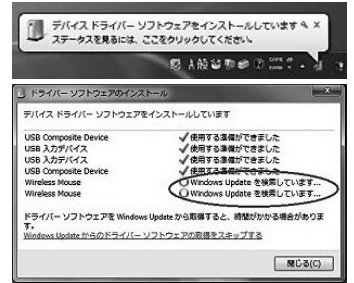 デバイス ドライバー ソフトウェアをインストールしています
ステータスを見るには、ここをクリックしてください。
A 般
CAPS
KANA
ドライバー ソフトウェアのインストール
デバイス ドライバー ソフトウェアをインストールしています
USB Composite Device 使用する準備ができました
USB 入力デバイス 使用する準備ができました
USB 入力デバイス 使用する準備ができました
USB Composite Device 使用する準備ができました
Wireless Mouse Windows Update を検索しています...
Wireless Mouse Windows Update を検索しています...
ドライバー ソフトウェアを Windows Update から取得すると、時間がかかる場合がありま
す。
Windows Update からのドライバー ソフトウェアの取得をスキップする
閉じる(C)